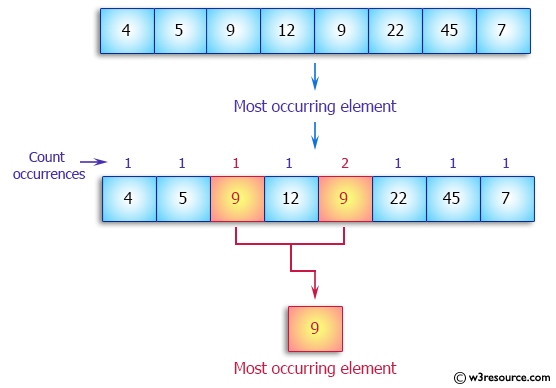 4 5 9 12 9 22 45 7
Most occurring element
Count
occurrences
1 1 1 1 2 1 1 1
4 5 9 12 9 22 45 7
9
Most occurring element
© w3resource.com